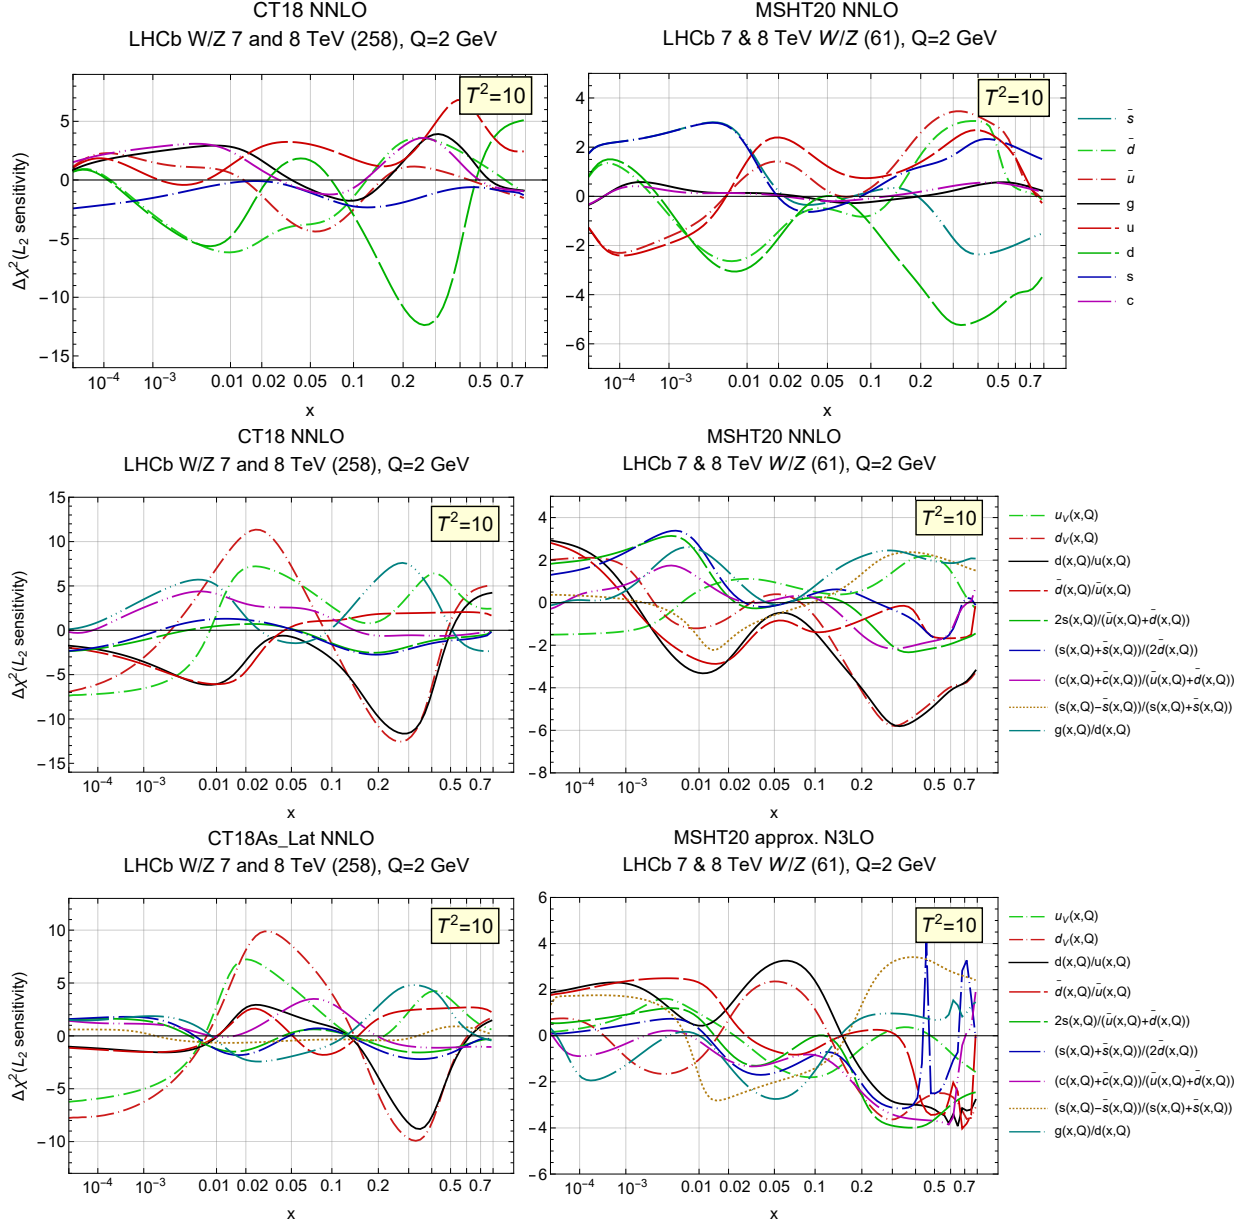 CT18 NNLO
LHCb W/Z 7 and 8 TeV (258), Q=2 GeV
T²=10
Δχ²(L₂ sensitivity)
5
0
−5
−10
−15
10⁻⁴ 10⁻³ 0.01 0.02 0.05 0.1 0.2 0.5 0.7
x
MSHT20 NNLO
LHCb 7 & 8 TeV W/Z (61), Q=2 GeV
T²=10
4
2
0
−2
−4
−6
10⁻⁴ 10⁻³ 0.01 0.02 0.05 0.1 0.2 0.5 0.7
x
s̄
d̄
ū
g
u
d
s
c
CT18 NNLO
LHCb W/Z 7 and 8 TeV (258), Q=2 GeV
T²=10
Δχ²(L₂ sensitivity)
15
10
5
0
−5
−10
−15
10⁻⁴ 10⁻³ 0.01 0.02 0.05 0.1 0.2 0.5 0.7
x
MSHT20 NNLO
LHCb 7 & 8 TeV W/Z (61), Q=2 GeV
T²=10
4
2
0
−2
−4
−6
−8
10⁻⁴ 10⁻³ 0.01 0.02 0.05 0.1 0.2 0.5 0.7
x
u_V(x,Q)
d_V(x,Q)
d(x,Q)/u(x,Q)
d̄(x,Q)/ū(x,Q)
2s(x,Q)/(ū(x,Q)+d̄(x,Q))
(s(x,Q)+s̄(x,Q))/(2d̄(x,Q))
(c(x,Q)+c̄(x,Q))/(ū(x,Q)+d̄(x,Q))
(s(x,Q)−s̄(x,Q))/(s(x,Q)+s̄(x,Q))
g(x,Q)/d(x,Q)
CT18As_Lat NNLO
LHCb W/Z 7 and 8 TeV (258), Q=2 GeV
T²=10
Δχ²(L₂ sensitivity)
10
5
0
−5
−10
10⁻⁴ 10⁻³ 0.01 0.02 0.05 0.1 0.2 0.5 0.7
x
MSHT20 approx. N3LO
LHCb 7 & 8 TeV W/Z (61), Q=2 GeV
T²=10
6
4
2
0
−2
−4
−6
10⁻⁴ 10⁻³ 0.01 0.02 0.05 0.1 0.2 0.5 0.7
x
u_V(x,Q)
d_V(x,Q)
d(x,Q)/u(x,Q)
d̄(x,Q)/ū(x,Q)
2s(x,Q)/(ū(x,Q)+d̄(x,Q))
(s(x,Q)+s̄(x,Q))/(2d̄(x,Q))
(c(x,Q)+c̄(x,Q))/(ū(x,Q)+d̄(x,Q))
(s(x,Q)−s̄(x,Q))/(s(x,Q)+s̄(x,Q))
g(x,Q)/d(x,Q)